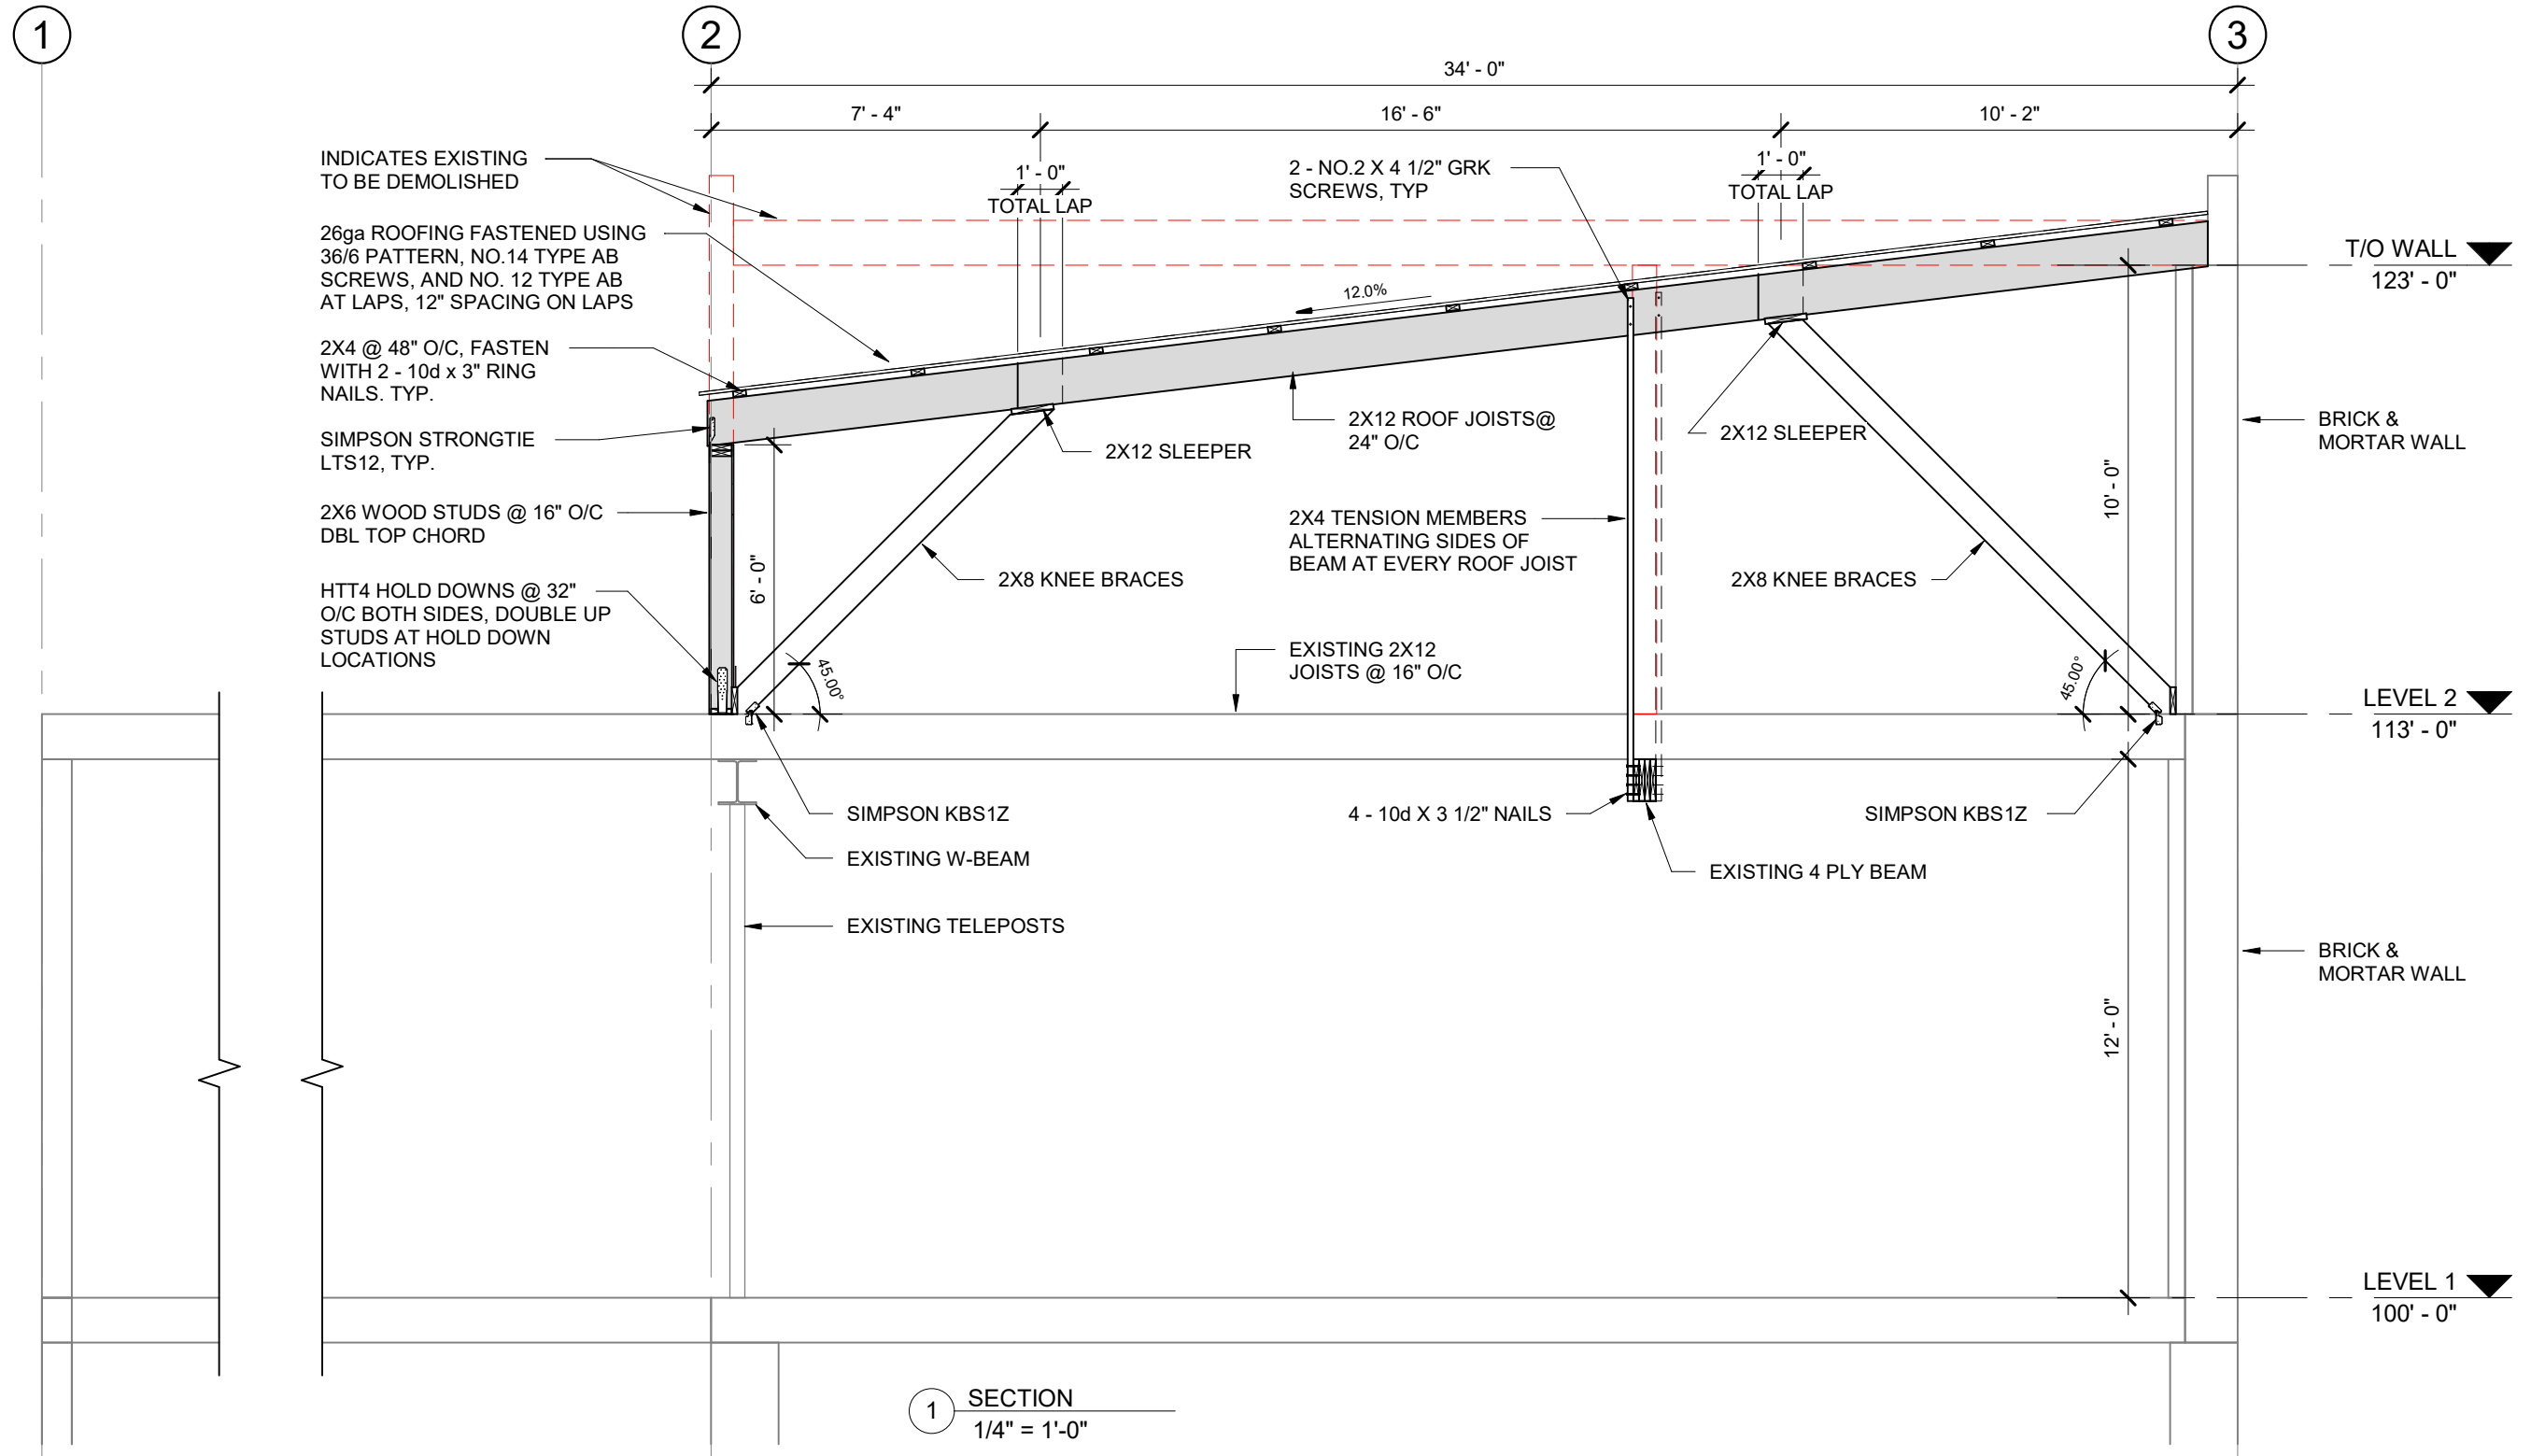 1
2
3
34' - 0"
7' - 4"
16' - 6"
10' - 2"
INDICATES EXISTING
TO BE DEMOLISHED
1' - 0"
TOTAL LAP
2 - NO.2 X 4 1/2" GRK
SCREWS, TYP
1' - 0"
TOTAL LAP
26ga ROOFING FASTENED USING
36/6 PATTERN, NO.14 TYPE AB
SCREWS, AND NO. 12 TYPE AB
AT LAPS, 12" SPACING ON LAPS
T/O WALL
123' - 0"
12.0%
2X4 @ 48" O/C, FASTEN
WITH 2 - 10d x 3" RING
NAILS. TYP.
SIMPSON STRONGTIE
LTS12, TYP.
2X12 SLEEPER
2X12 ROOF JOISTS@
24" O/C
2X12 SLEEPER
BRICK &
MORTAR WALL
2X6 WOOD STUDS @ 16" O/C
DBL TOP CHORD
6' - 0"
2X8 KNEE BRACES
2X4 TENSION MEMBERS
ALTERNATING SIDES OF
BEAM AT EVERY ROOF JOIST
2X8 KNEE BRACES
10' - 0"
HTT4 HOLD DOWNS @ 32"
O/C BOTH SIDES, DOUBLE UP
STUDS AT HOLD DOWN
LOCATIONS
45.00°
EXISTING 2X12
JOISTS @ 16" O/C
45.00°
LEVEL 2
113' - 0"
SIMPSON KBS1Z
4 - 10d X 3 1/2" NAILS
SIMPSON KBS1Z
EXISTING W-BEAM
EXISTING 4 PLY BEAM
EXISTING TELEPOSTS
BRICK &
MORTAR WALL
12' - 0"
LEVEL 1
100' - 0"
1
SECTION
1/4" = 1'-0"